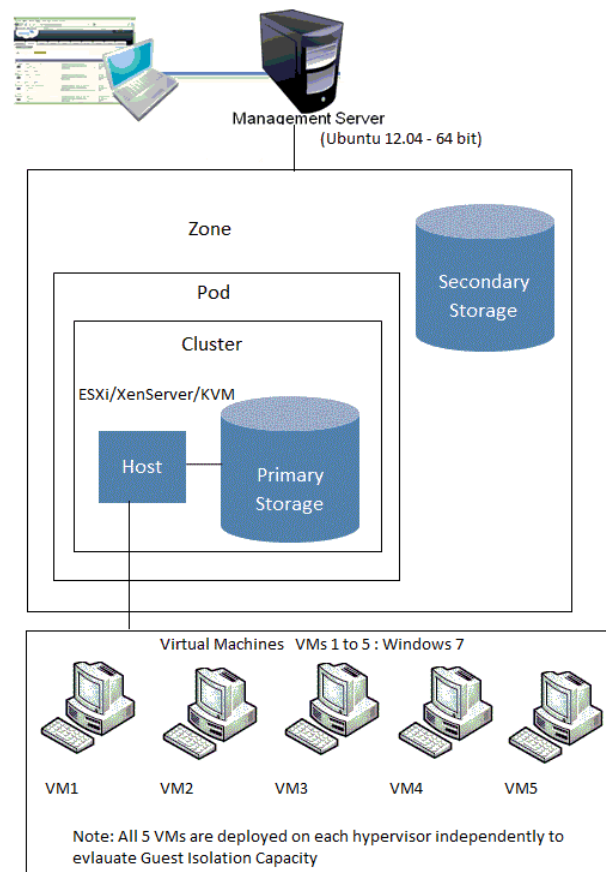 Management Server
(Ubuntu 12.04 - 64 bit)
Zone
Secondary
Storage
Pod
Cluster
ESXi/XenServer/KVM
Host
Primary
Storage
Virtual Machines VMs 1 to 5 : Windows 7
VM1 VM2 VM3 VM4 VM5
Note: All 5 VMs are deployed on each hypervisor independently to
evlauate Guest Isolation Capacity